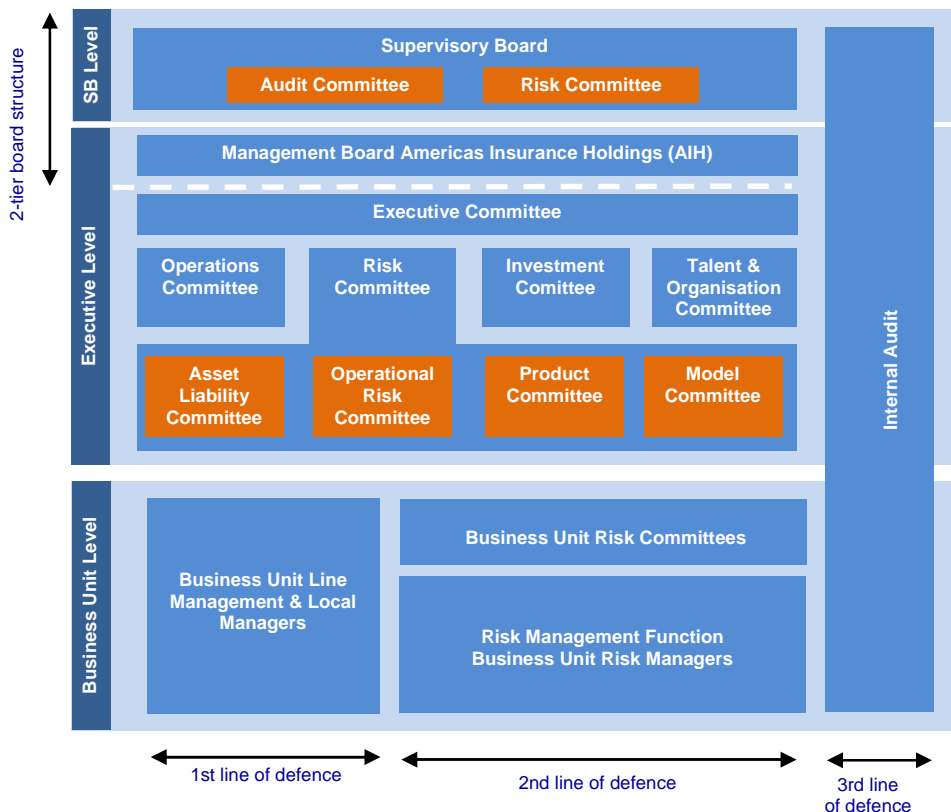 2-tier board structure
SB Level
Supervisory Board
Audit Committee
Risk Committee
Executive Level
Management Board Americas Insurance Holdings (AIH)
Executive Committee
Operations
Committee
Risk
Committee
Investment
Comittee
Talent &
Organisation
Committee
Asset
Liability
Committee
Operational
Risk
Committee
Product
Committee
Model
Committee
Internal Audit
Business Unit Level
Business Unit Line
Management & Local
Managers
Business Unit Risk Committees
Risk Management Function
Business Unit Risk Managers
1st line of defence
2nd line of defence
3rd line
of defence